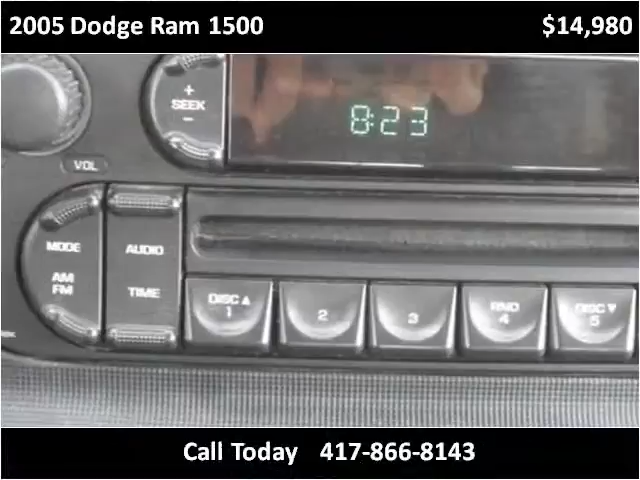 2005 Dodge Ram 1500 $14,980
+
SEEK
-
8:23
VOL
MODE AUDIO
AM
FM
TIME
DISC ▲
1
2
3
RND
4
DISC ▼
5
Call Today 417-866-8143